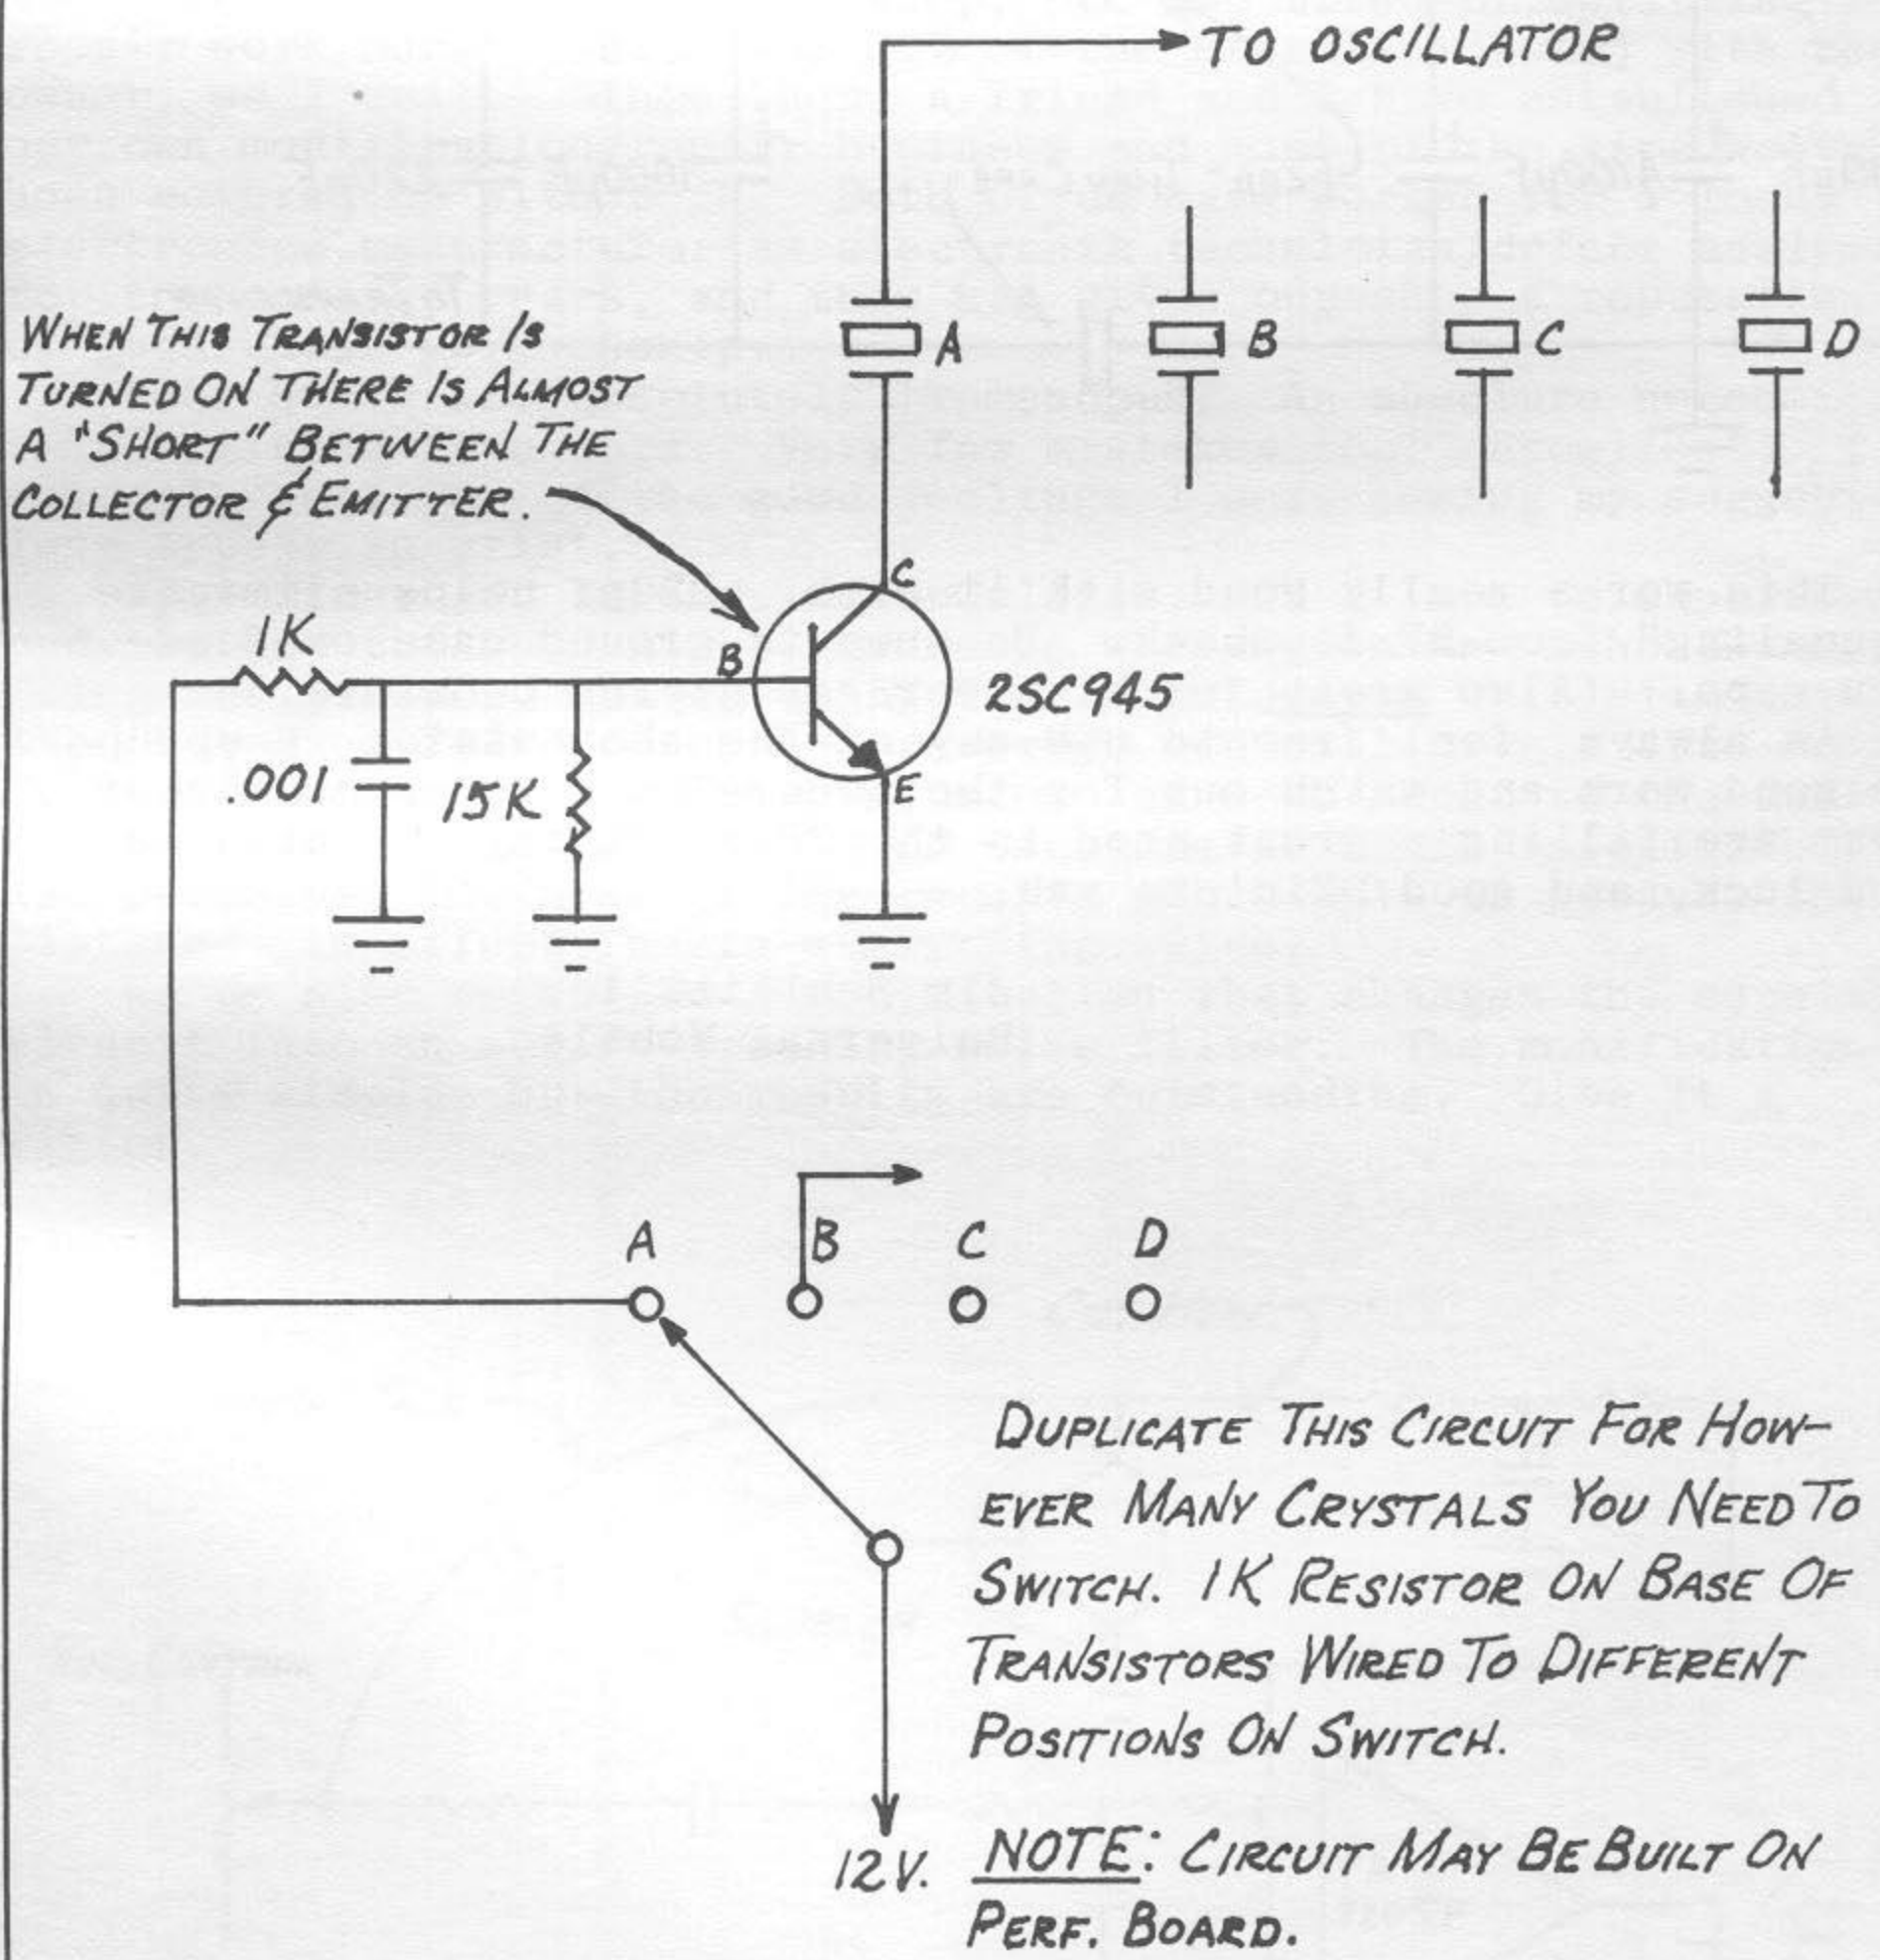 TO OSCILLATOR
A
B
C
D
WHEN THIS TRANSISTOR IS
TURNED ON THERE IS ALMOST
A "SHORT" BETWEEN THE
COLLECTOR & EMITTER.
C
1K
B
2SC945
.001
15K
E
A
B
C
D
DUPLICATE THIS CIRCUIT FOR HOW-
EVER MANY CRYSTALS YOU NEED TO
SWITCH. 1K RESISTOR ON BASE OF
TRANSISTORS WIRED TO DIFFERENT
POSITIONS ON SWITCH.
12V.
NOTE: CIRCUIT MAY BE BUILT ON
PERF. BOARD.